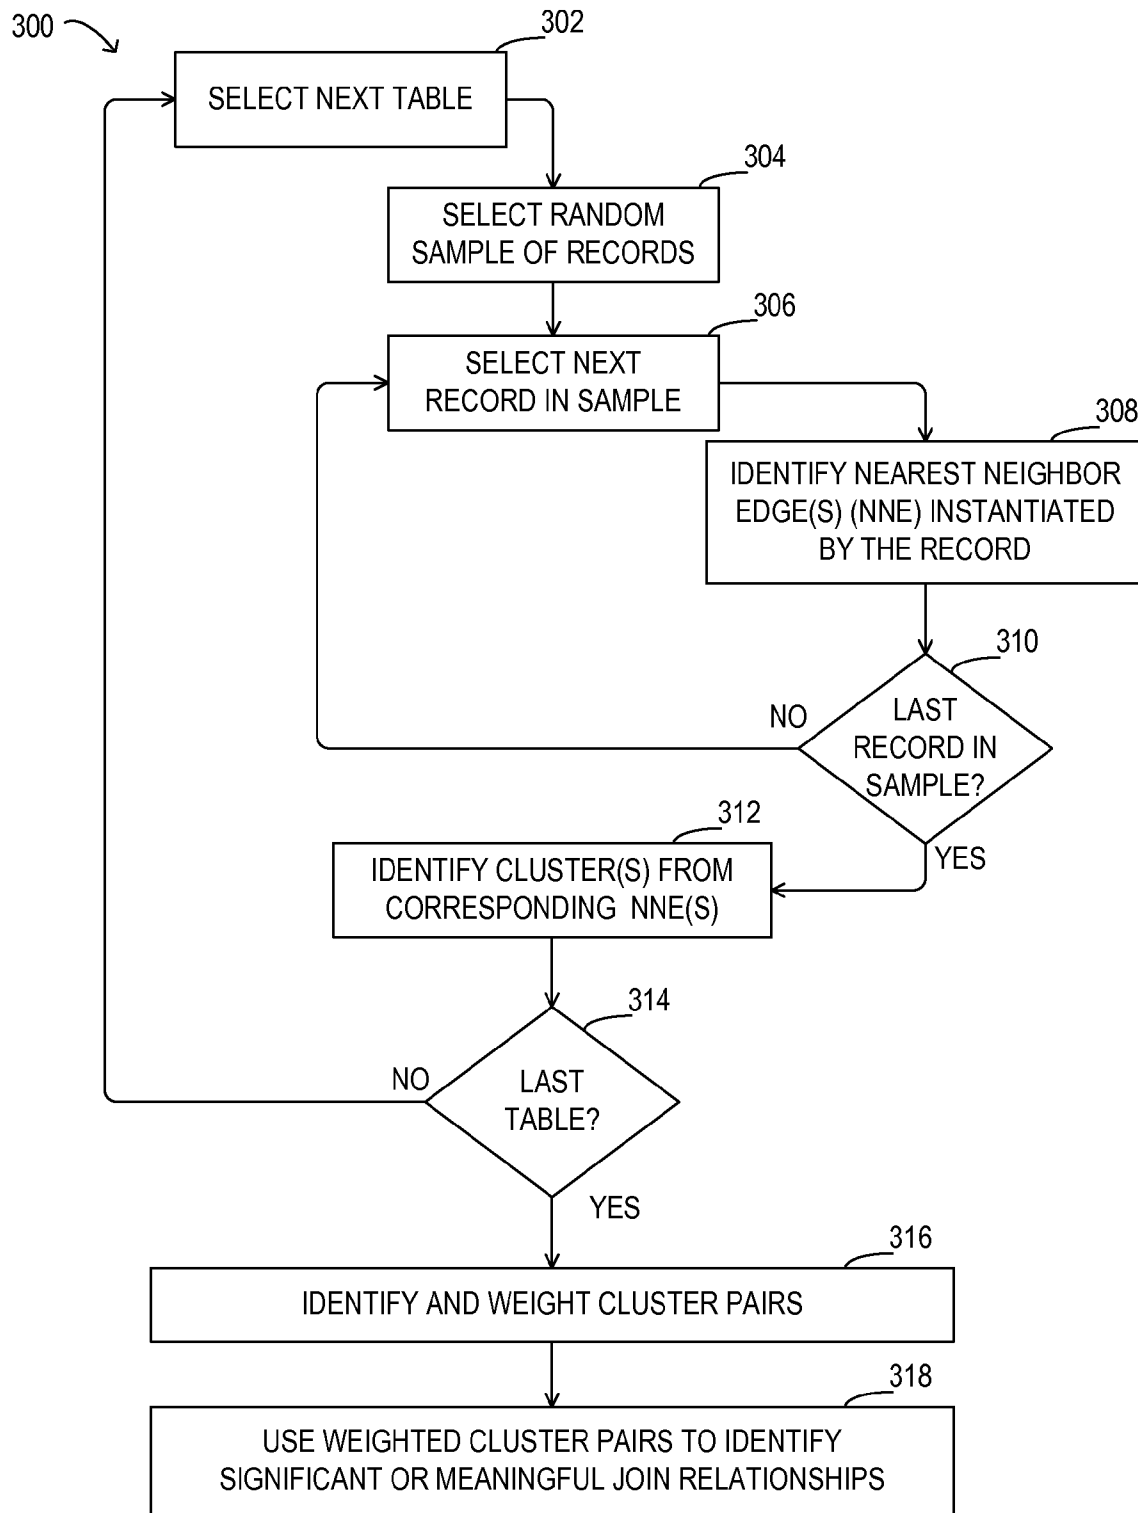 300
302
SELECT NEXT TABLE
304
SELECT RANDOM
SAMPLE OF RECORDS
306
SELECT NEXT
RECORD IN SAMPLE
308
IDENTIFY NEAREST NEIGHBOR
EDGE(S) (NNE) INSTANTIATED
BY THE RECORD
310
LAST
RECORD IN
SAMPLE?
NO
YES
312
IDENTIFY CLUSTER(S) FROM
CORRESPONDING NNE(S)
314
LAST
TABLE?
NO
YES
316
IDENTIFY AND WEIGHT CLUSTER PAIRS
318
USE WEIGHTED CLUSTER PAIRS TO IDENTIFY
SIGNIFICANT OR MEANINGFUL JOIN RELATIONSHIPS